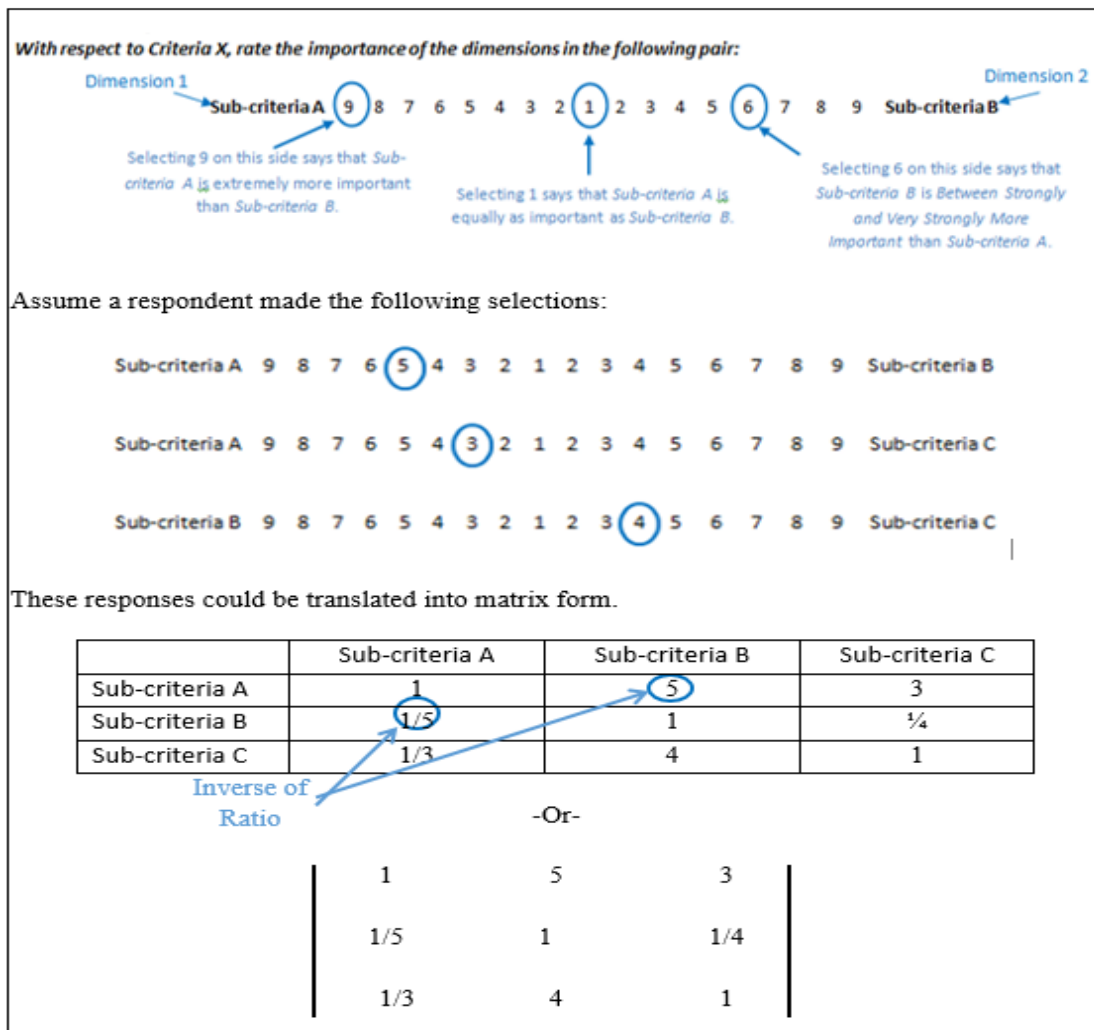 With respect to Criteria X, rate the importance of the dimensions in the following pair:
Dimension 1
Dimension 2
Sub-criteria A 9 8 7 6 5 4 3 2 1 2 3 4 5 6 7 8 9 Sub-criteria B
Selecting 9 on this side says that Sub-
criteria A is extremely more important
than Sub-criteria B.
Selecting 1 says that Sub-criteria A is
equally as important as Sub-criteria B.
Selecting 6 on this side says that
Sub-criteria B is Between Strongly
and Very Strongly More
Important than Sub-criteria A.
Assume a respondent made the following selections:
Sub-criteria A 9 8 7 6 5 4 3 2 1 2 3 4 5 6 7 8 9 Sub-criteria B
Sub-criteria A 9 8 7 6 5 4 3 2 1 2 3 4 5 6 7 8 9 Sub-criteria C
Sub-criteria B 9 8 7 6 5 4 3 2 1 2 3 4 5 6 7 8 9 Sub-criteria C
These responses could be translated into matrix form.
Sub-criteria A Sub-criteria B Sub-criteria C
Sub-criteria A 1 5 3
Sub-criteria B 1/5 1 ¼
Sub-criteria C 1/3 4 1
Inverse of
Ratio
-Or-
1 5 3
1/5 1 1/4
1/3 4 1